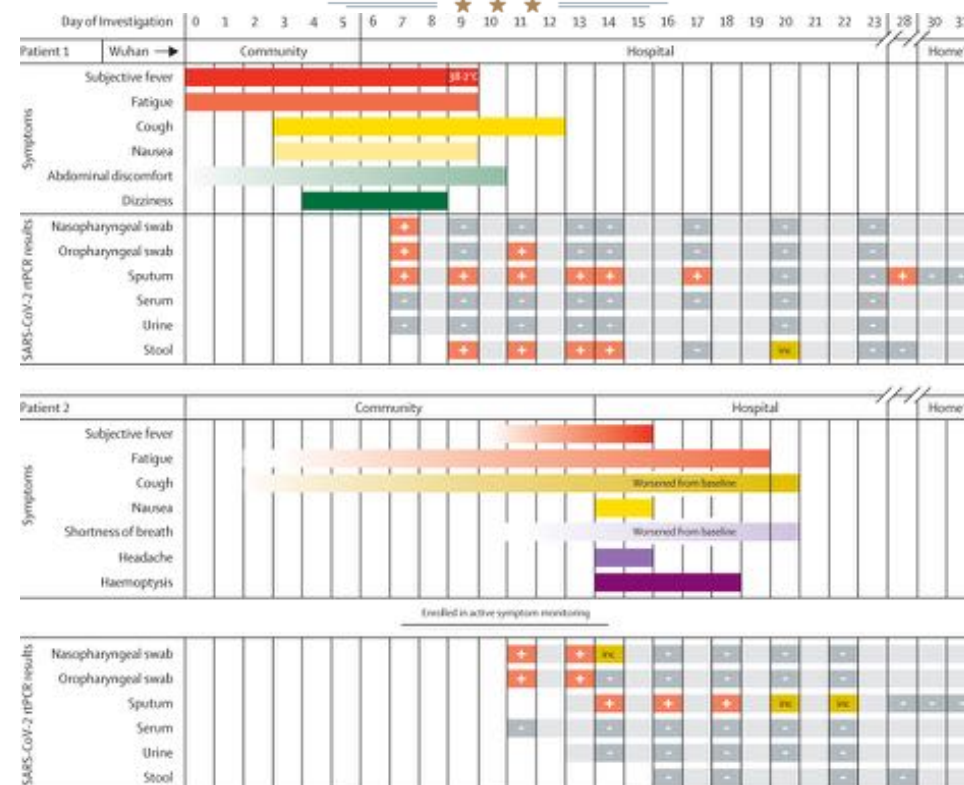 Day of Investigation 0 1 2 3 4 5 6 7 8 9 10 11 12 13 14 15 16 17 18 19 20 21 22 23 28 30
Patient 1 Wuhan → Community Hospital Home
Symptoms
Subjective fever 38·2°C
Fatigue
Cough
Nausea
Abdominal discomfort
Dizziness
SARS-CoV-2 rtPCR results
Nasopharyngeal swab + - - - - - - -
Oropharyngeal swab + - + - - - - -
Sputum + + + + + + - - + - -
Serum - - - - - - -
Urine - - - - - - -
Stool + + + + - inc - -
Patient 2 Community Hospital Home
Symptoms
Subjective fever
Fatigue
Cough Worsened from baseline
Nausea
Shortness of breath Worsened from baseline
Headache
Haemoptysis
Enrolled in active symptom monitoring
SARS-CoV-2 rtPCR results
Nasopharyngeal swab + + inc - - - -
Oropharyngeal swab + + - - - - -
Sputum + + + inc inc - - -
Serum - - - - - -
Urine - - - - -
Stool - - - -